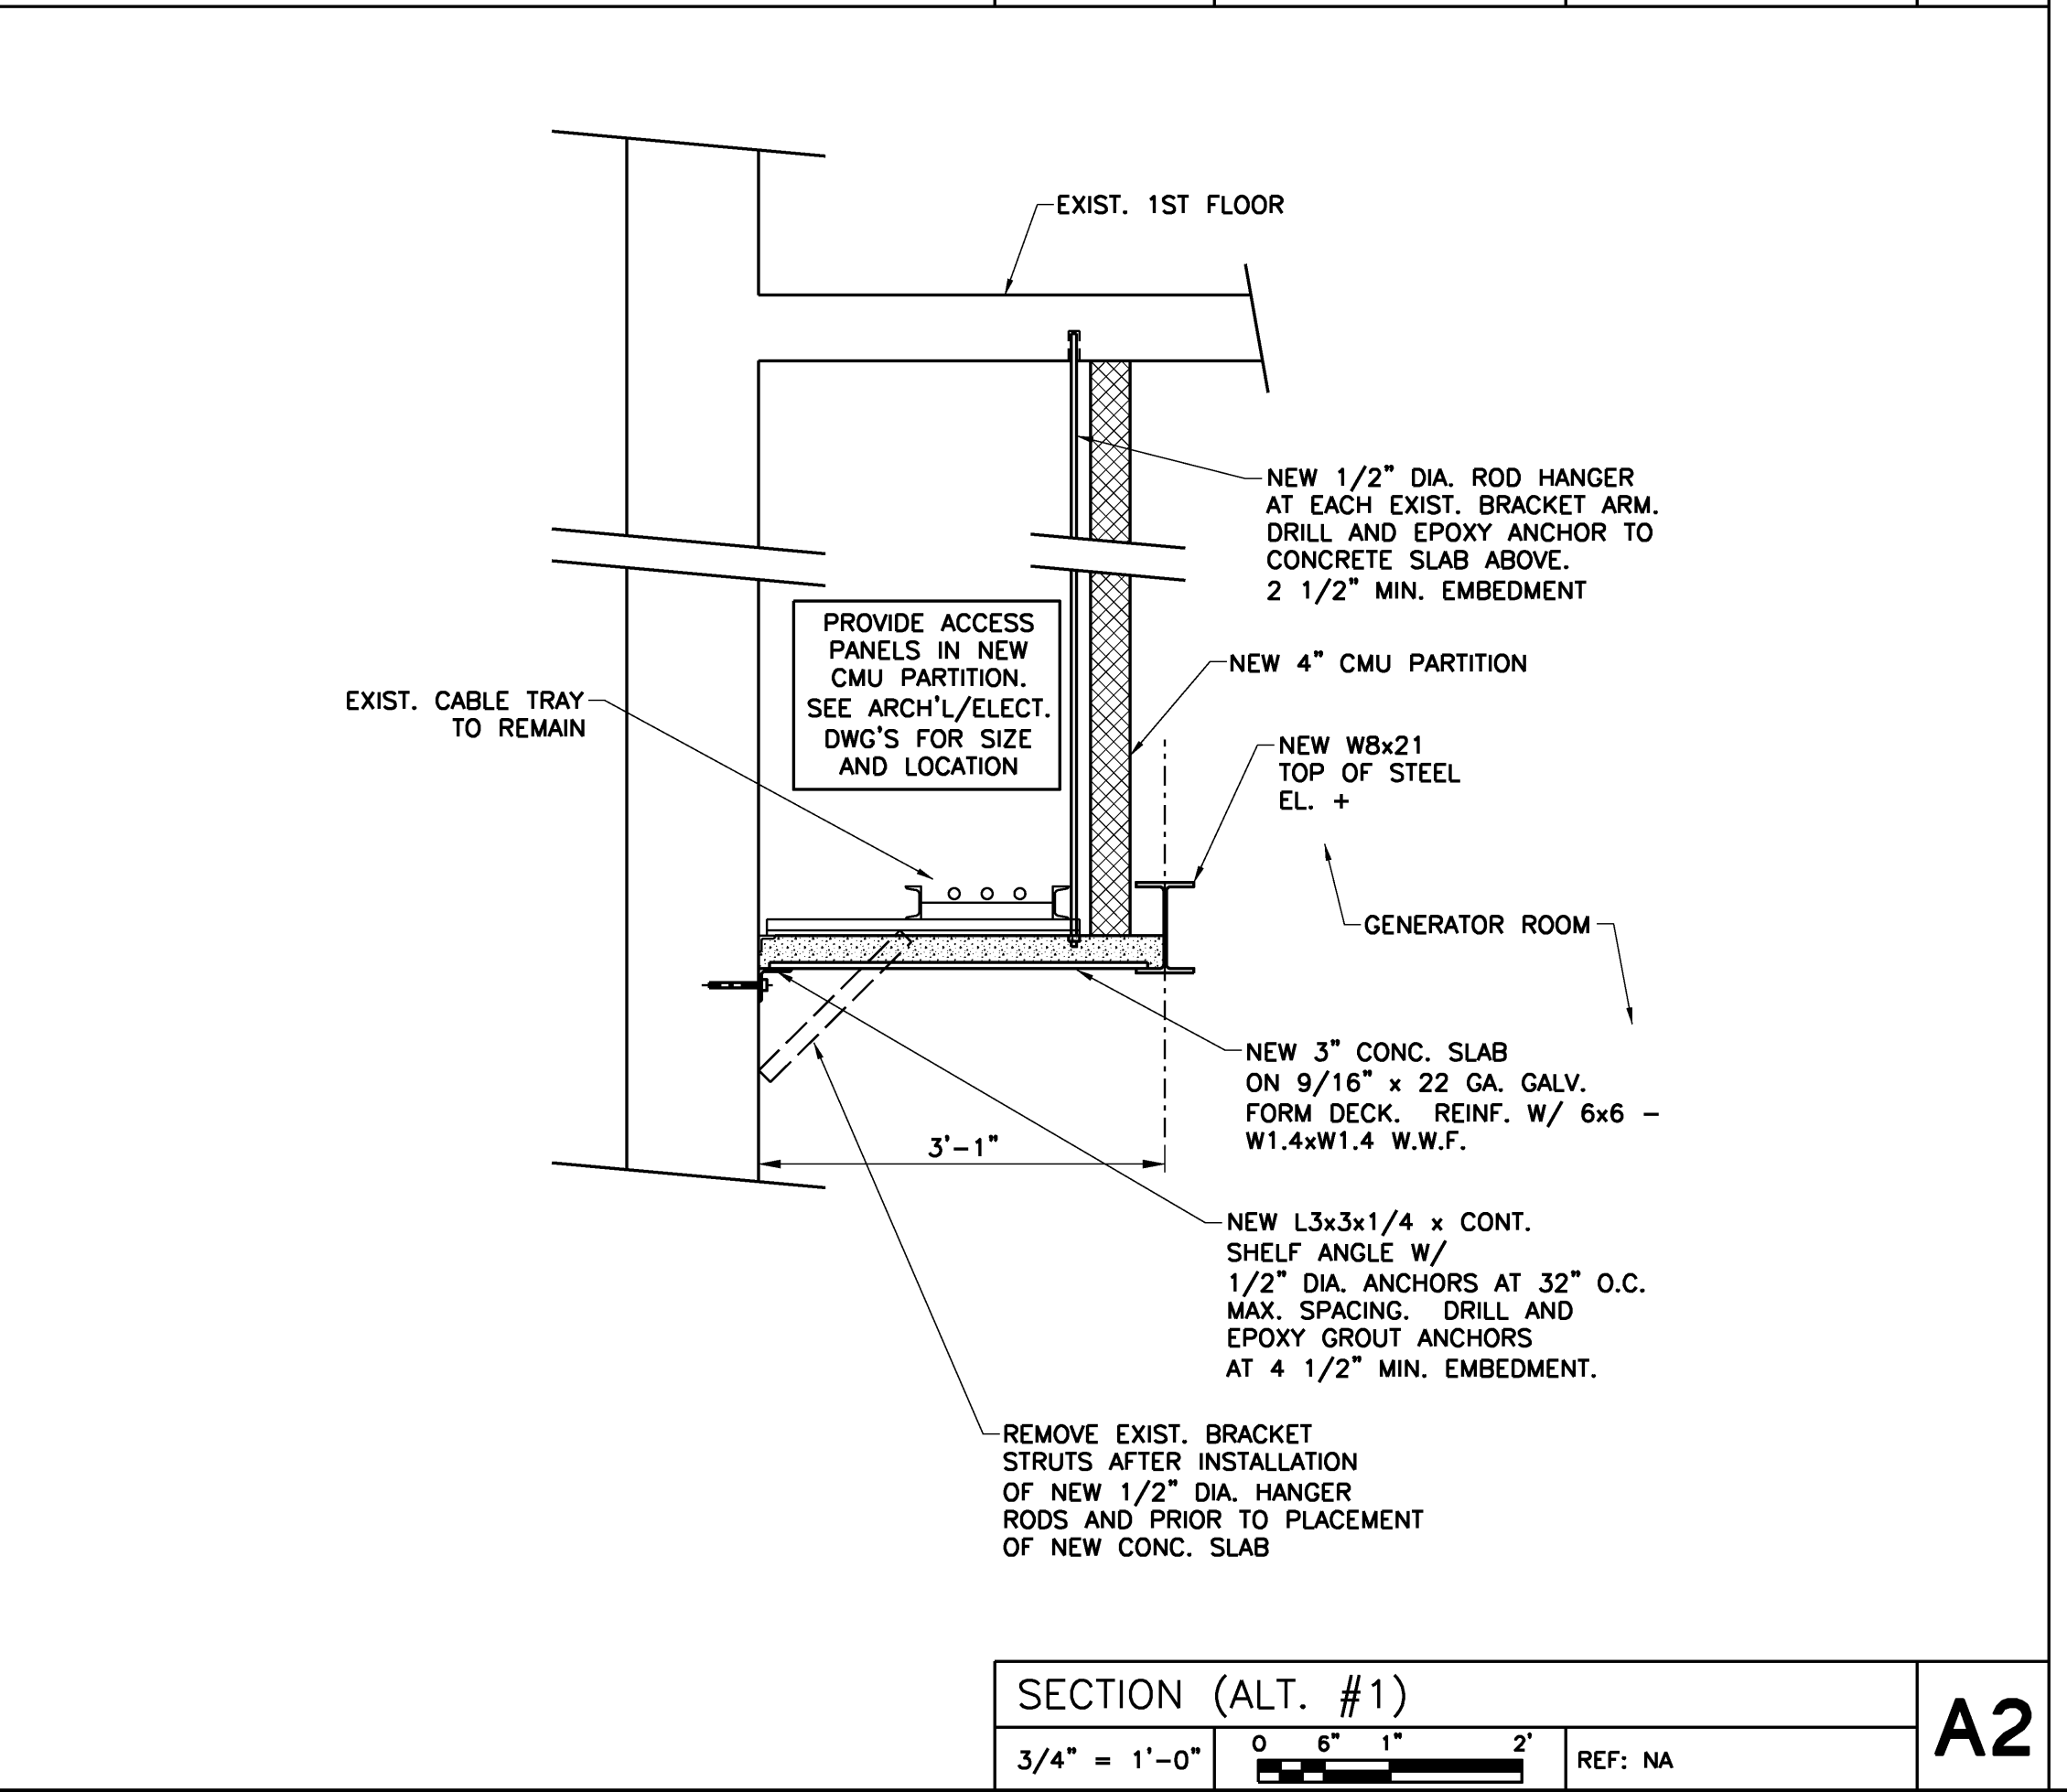 EXIST. 1ST FLOOR
NEW 1/2" DIA. ROD HANGER
AT EACH EXIST. BRACKET ARM.
DRILL AND EPOXY ANCHOR TO
CONCRETE SLAB ABOVE.
2 1/2" MIN. EMBEDMENT
PROVIDE ACCESS
PANELS IN NEW
CMU PARTITION.
SEE ARCH'L/ELECT.
DWG'S FOR SIZE
AND LOCATION
NEW 4" CMU PARTITION
EXIST. CABLE TRAY
TO REMAIN
NEW W8x21
TOP OF STEEL
EL. +
GENERATOR ROOM
NEW 3" CONC. SLAB
ON 9/16" x 22 GA. GALV.
FORM DECK. REINF. W/ 6x6 -
W1.4xW1.4 W.W.F.
3'-1"
NEW L3x3x1/4 x CONT.
SHELF ANGLE W/
1/2" DIA. ANCHORS AT 32" O.C.
MAX. SPACING. DRILL AND
EPOXY GROUT ANCHORS
AT 4 1/2" MIN. EMBEDMENT.
REMOVE EXIST. BRACKET
STRUTS AFTER INSTALLATION
OF NEW 1/2" DIA. HANGER
RODS AND PRIOR TO PLACEMENT
OF NEW CONC. SLAB
SECTION (ALT. #1)
A2
3/4" = 1'-0"
0 6" 1" 2'
REF: NA